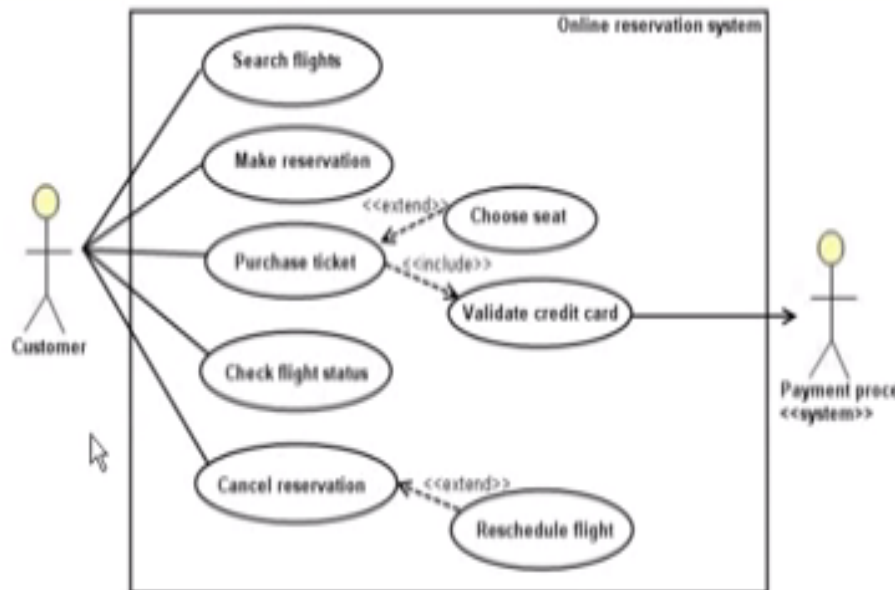 Online reservation system
Search flights
Make reservation
<<extend>>
Choose seat
Purchase ticket
<<include>>
Validate credit card
Customer
Check flight status
Payment proce
<<system>>
Cancel reservation
<<extend>>
Reschedule flight